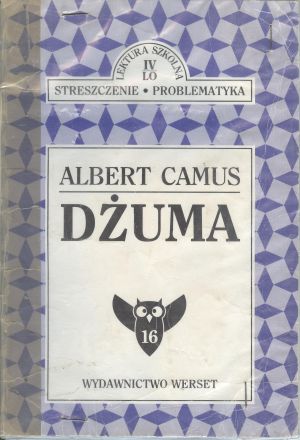 LEKTURA SZKOLNA
IV
LO
STRESZCZENIE • PROBLEMATYKA
ALBERT CAMUS
DŻUMA
16
WYDAWNICTWO WERSET